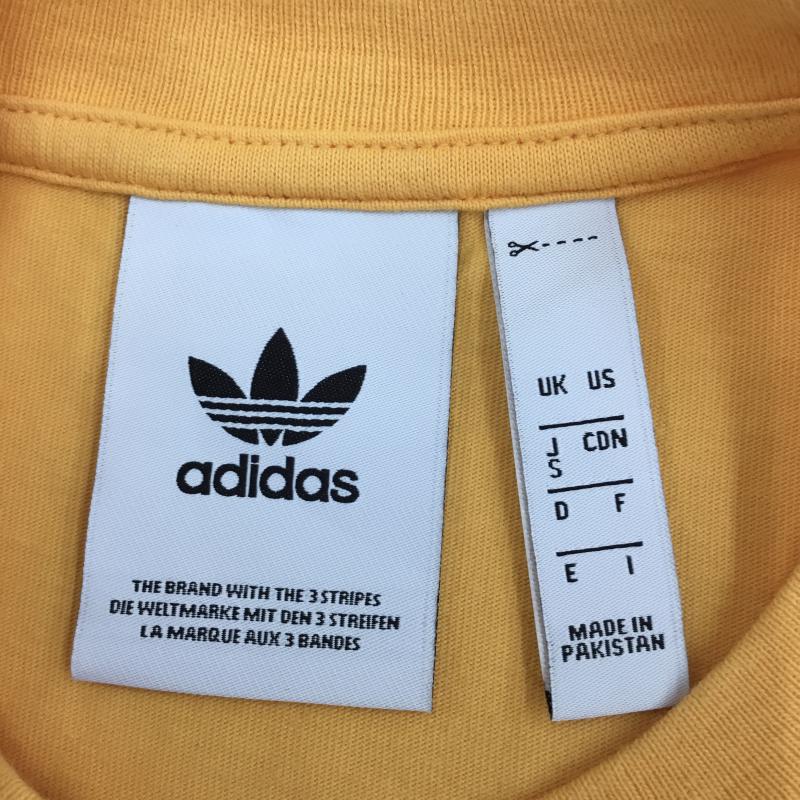 adidas
THE BRAND WITH THE 3 STRIPES
DIE WELTMARKE MIT DEN 3 STREIFEN
LA MARQUE AUX 3 BANDES
UK US
J CDN
S
D F
E I
MADE IN
PAKISTAN